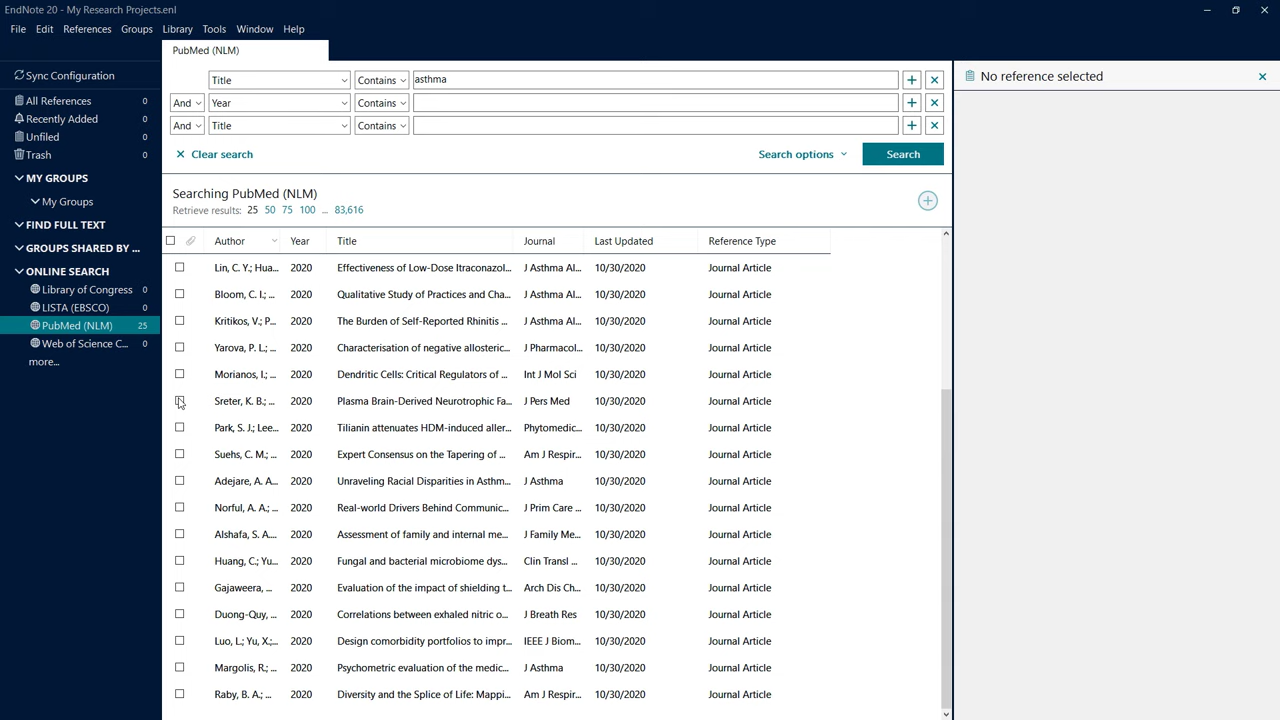 EndNote 20 - My Research Projects.enl
File Edit References Groups Library Tools Window Help
PubMed (NLM)
Sync Configuration
All References 0
Recently Added 0
Unfiled 0
Trash 0
MY GROUPS
My Groups
FIND FULL TEXT
GROUPS SHARED BY ...
ONLINE SEARCH
Library of Congress 0
LISTA (EBSCO) 0
PubMed (NLM) 25
Web of Science C... 0
more...
Title Contains asthma
And Year Contains
And Title Contains
Clear search Search options Search
Searching PubMed (NLM)
Retrieve results: 25 50 75 100 ... 83,616
Author Year Title Journal Last Updated Reference Type
Lin, C. Y.; Hua... 2020 Effectiveness of Low-Dose Itraconazol... J Asthma Al... 10/30/2020 Journal Article
Bloom, C. I.; ... 2020 Qualitative Study of Practices and Cha... J Asthma Al... 10/30/2020 Journal Article
Kritikos, V.; P... 2020 The Burden of Self-Reported Rhinitis ... J Asthma Al... 10/30/2020 Journal Article
Yarova, P. L.; ... 2020 Characterisation of negative allosteric... J Pharmacol... 10/30/2020 Journal Article
Morianos, I.; ... 2020 Dendritic Cells: Critical Regulators of ... Int J Mol Sci 10/30/2020 Journal Article
Sreter, K. B.; ... 2020 Plasma Brain-Derived Neurotrophic Fa... J Pers Med 10/30/2020 Journal Article
Park, S. J.; Lee... 2020 Tilianin attenuates HDM-induced aller... Phytomedic... 10/30/2020 Journal Article
Suehs, C. M.; ... 2020 Expert Consensus on the Tapering of ... Am J Respir... 10/30/2020 Journal Article
Adejare, A. A... 2020 Unraveling Racial Disparities in Asthm... J Asthma 10/30/2020 Journal Article
Norful, A. A.; ... 2020 Real-world Drivers Behind Communic... J Prim Care ... 10/30/2020 Journal Article
Alshafa, S. A.... 2020 Assessment of family and internal me... J Family Me... 10/30/2020 Journal Article
Huang, C.; Yu... 2020 Fungal and bacterial microbiome dys... Clin Transl ... 10/30/2020 Journal Article
Gajaweera, ... 2020 Evaluation of the impact of shielding t... Arch Dis Ch... 10/30/2020 Journal Article
Duong-Quy, ... 2020 Correlations between exhaled nitric o... J Breath Res 10/30/2020 Journal Article
Luo, L.; Yu, X.;... 2020 Design comorbidity portfolios to impr... IEEE J Biom... 10/30/2020 Journal Article
Margolis, R.; ... 2020 Psychometric evaluation of the medic... J Asthma 10/30/2020 Journal Article
Raby, B. A.; ... 2020 Diversity and the Splice of Life: Mappi... Am J Respir... 10/30/2020 Journal Article
No reference selected